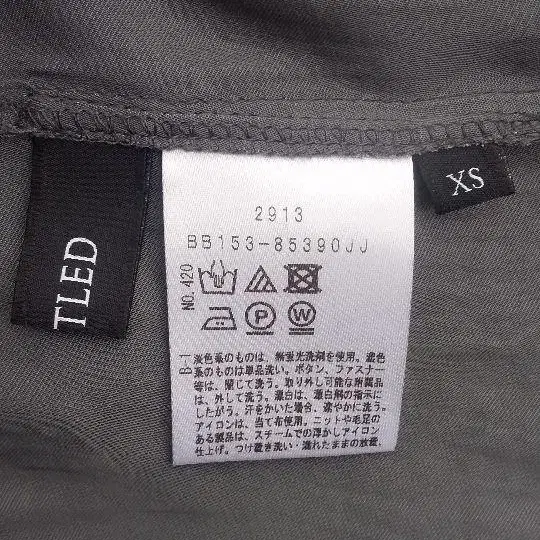 2913
BB153-85390JJ
NO.420
P
W
B-1
淡色系のものは、無蛍光洗剤を使用。濃色
系のものは単品洗い。ボタン、ファスナー
等は、閉じて洗う。取り外し可能な附属品
は、外して洗う。漂白は、漂白剤の指示に
したがう。汗をかいた場合、速やかに洗う。
アイロンは、当て布使用。ニットや毛足の
ある製品は、スチームでの浮かしアイロン
仕上げ。つけ置き洗い・濡れたままの放置、
TLED
XS